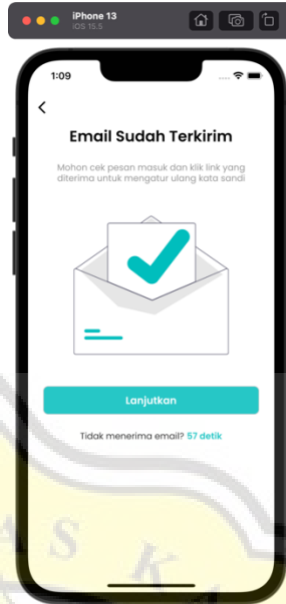 iPhone 13
iOS 15.5
1:09
Email Sudah Terkirim
Mohon cek pesan masuk dan klik link yang
diterima untuk mengatur ulang kata sandi
Lanjutkan
Tidak menerima email? 57 detik
A S K